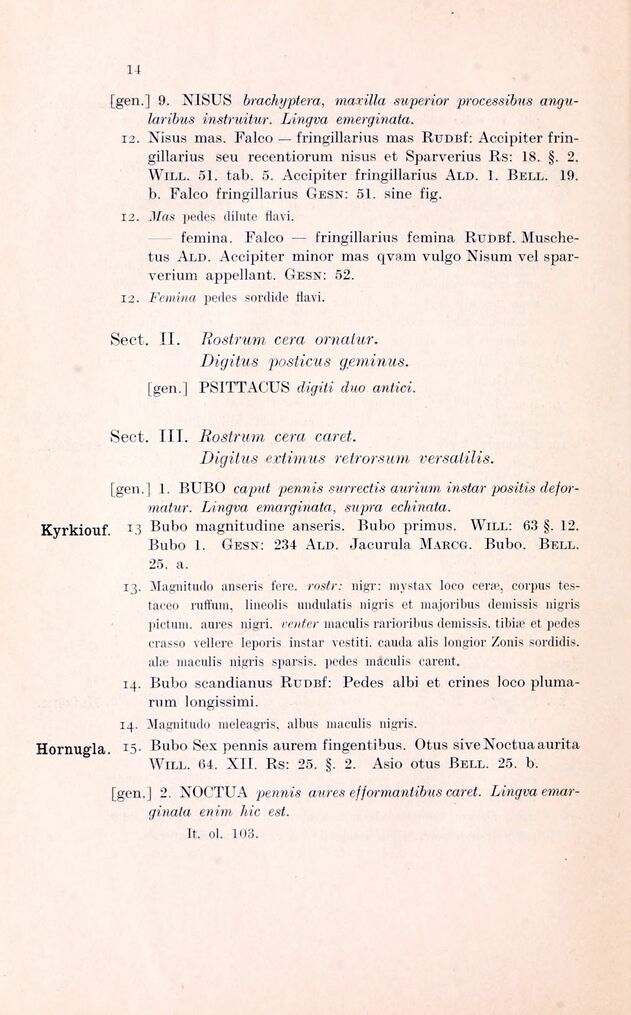 14
[gen.] 9. NISUS brachyptera, maxilla superior processibus angu-
laribus instruitur. Lingva emerginata.
12. Nisus mas. Falco — fringillarius mas RUDBf: Accipiter frin-
gillarius seu recentiorum nisus et Sparverius Rs: 18. §. 2.
WILL. 51. tab. 5. Accipiter fringillarius ALD. 1. BELL. 19.
b. Falco fringillarius GESN: 51. sine fig.
12. Mas pedes dilute flavi.
— femina. Falco — fringillarius femina RUDBf. Musche-
tus ALD. Accipiter minor mas qvam vulgo Nisum vel spar-
verium appellant. GESN: 52.
12. Femina pedes sordide flavi.
Sect. II. Rostrum cera ornatur.
Digitus posticus geminus.
[gen.] PSITTACUS digiti duo antici.
Sect. III. Rostrum cera caret.
Digitus extimus retrorsum versatilis.
[gen.] 1. BUBO caput pennis surrectis aurium instar positis defor-
matur. Lingva emarginata, supra echinata.
Kyrkiouf. 13 Bubo magnitudine anseris. Bubo primus. WILL: 63 §. 12.
Bubo 1. GESN: 234 ALD. Jacurula MARCG. Bubo. BELL.
25. a.
13. Magnitudo anseris fere. rostr: nigr: mystax loco ceræ, corpus tes-
taceo ruffum, lineolis undulatis nigris et majoribus demissis nigris
pictum. aures nigri. venter maculis rarioribus demissis. tibiæ et pedes
crasso vellere leporis instar vestiti. cauda alis longior Zonis sordidis.
alæ maculis nigris sparsis. pedes maculis carent.
14. Bubo scandianus RUDBf: Pedes albi et crines loco pluma-
rum longissimi.
14. Magnitudo meleagris, albus maculis nigris.
Hornugla. 15. Bubo Sex pennis aurem fingentibus. Otus sive Noctua aurita
WILL. 64. XII. Rs: 25. §. 2. Asio otus BELL. 25. b.
[gen.] 2. NOCTUA pennis aures efformantibus caret. Lingva emar-
ginata enim hic est.
It. öl. 103.